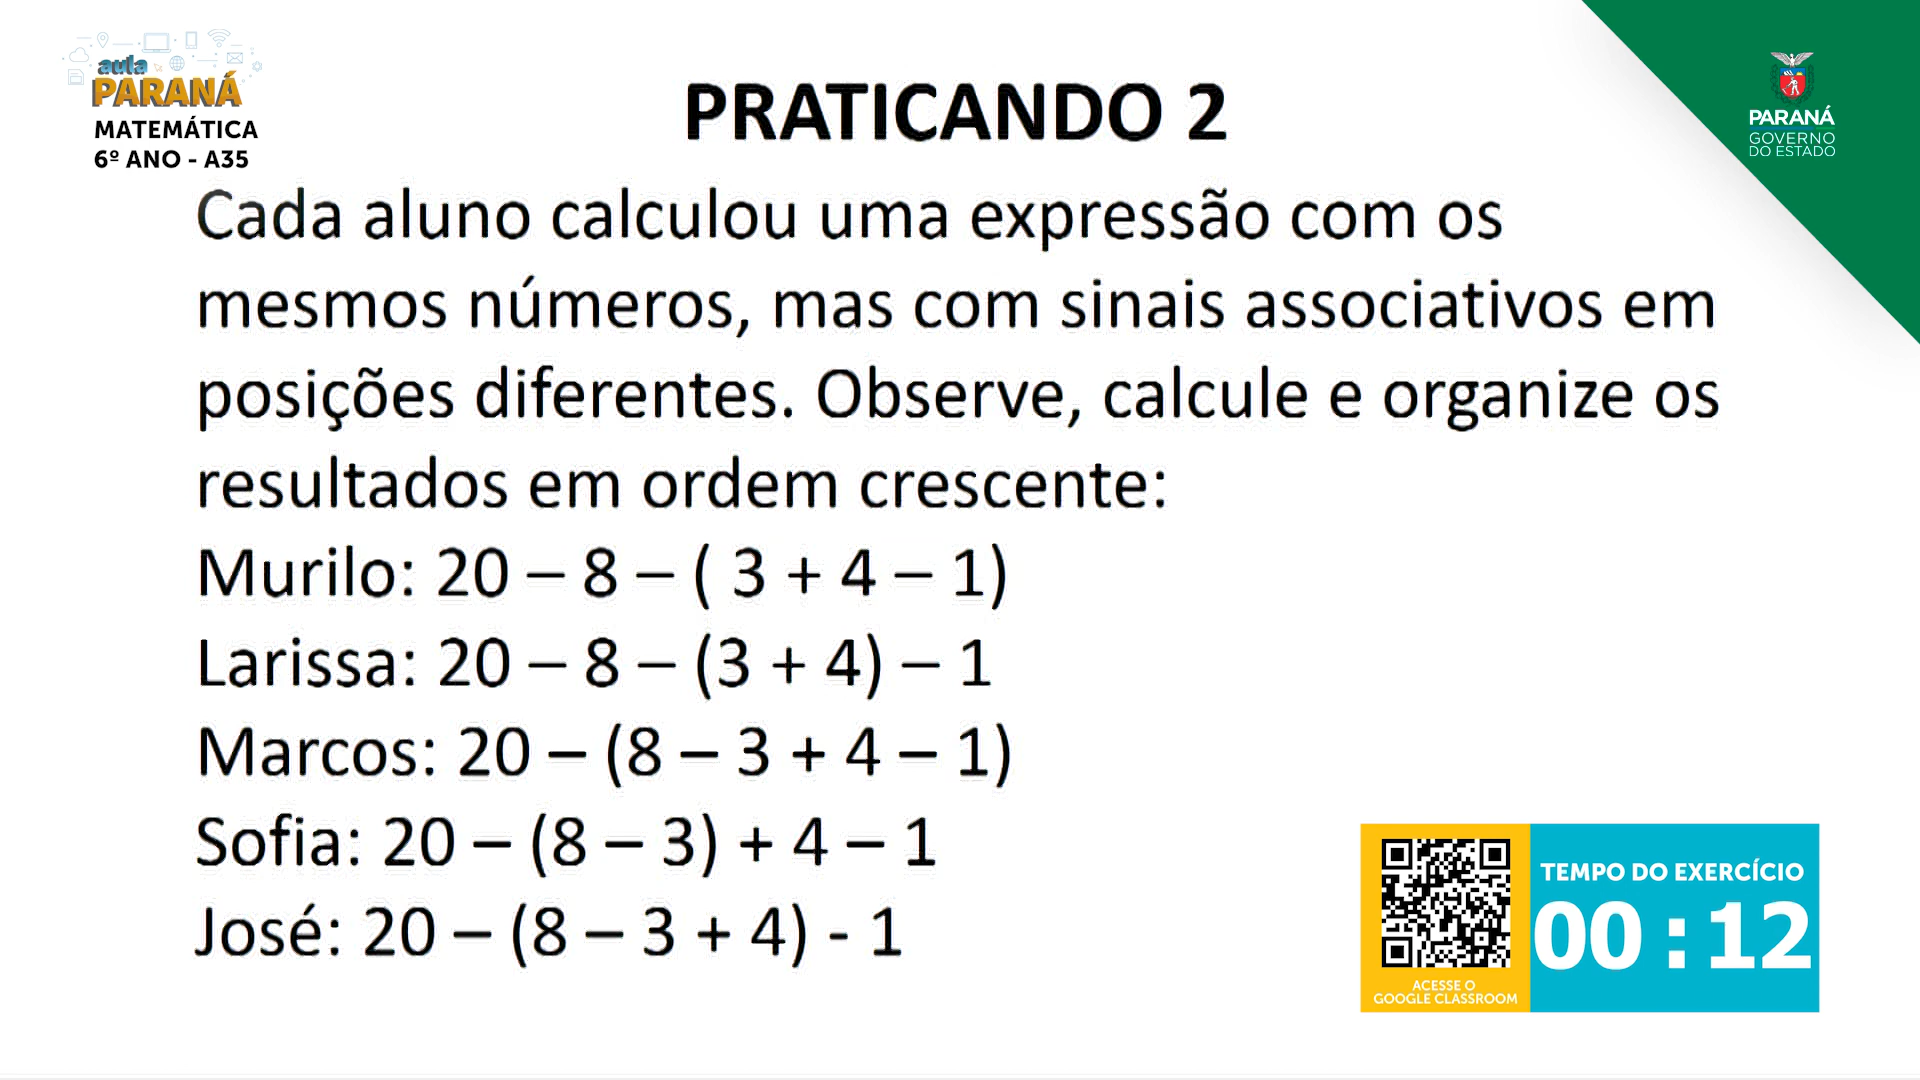 aula
PARANÁ
MATEMÁTICA
6º ANO - A35
PRATICANDO 2
PARANÁ
GOVERNO
DO ESTADO
Cada aluno calculou uma expressão com os
mesmos números, mas com sinais associativos em
posições diferentes. Observe, calcule e organize os
resultados em ordem crescente:
Murilo: 20 – 8 – ( 3 + 4 – 1)
Larissa: 20 – 8 – (3 + 4) – 1
Marcos: 20 – (8 – 3 + 4 – 1)
Sofia: 20 – (8 – 3) + 4 – 1
José: 20 – (8 – 3 + 4) - 1
TEMPO DO EXERCÍCIO
00 : 12
ACESSE O
GOOGLE CLASSROOM